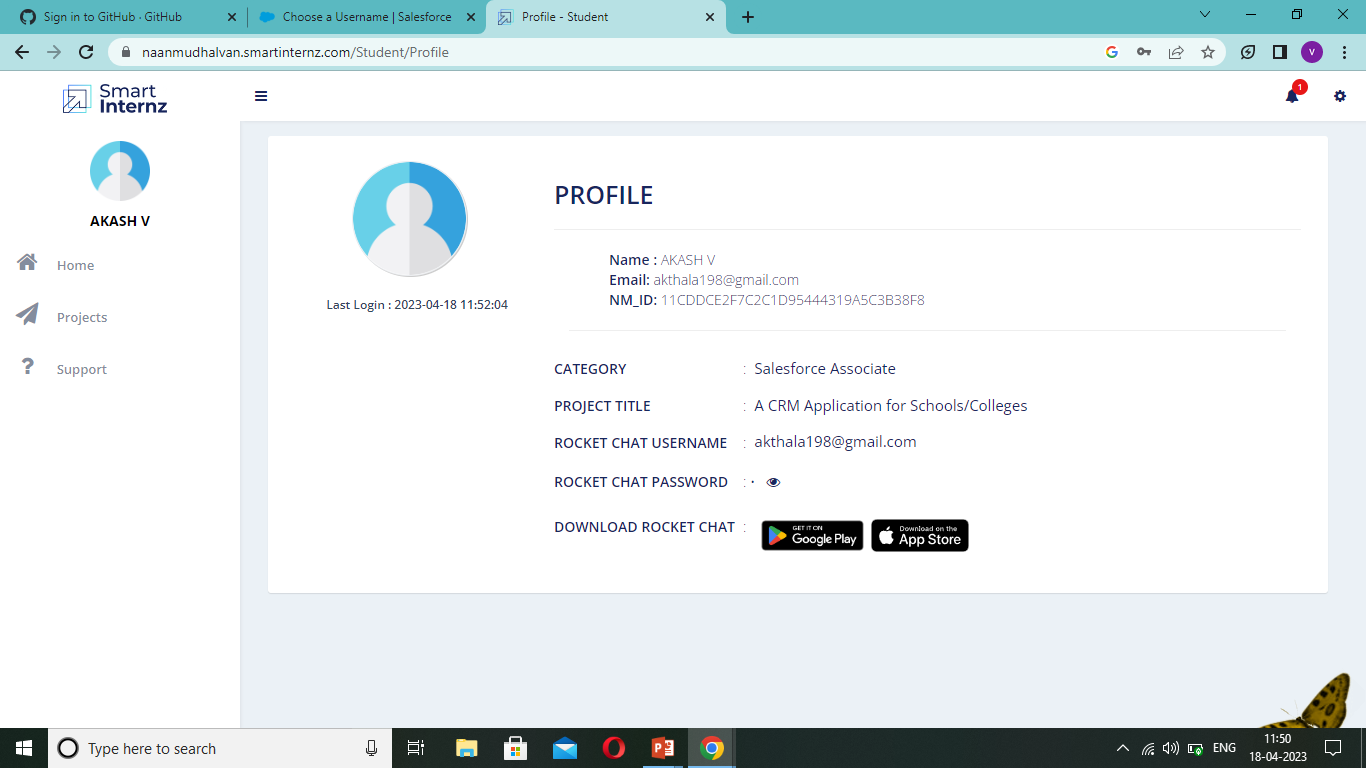 Sign in to GitHub · GitHub
Choose a Username | Salesforce
Profile - Student
naanmudhalvan.smartinternz.com/Student/Profile
V
Smart
Internz
1
AKASH V
Home
Projects
Support
Last Login : 2023-04-18 11:52:04
PROFILE
Name : AKASH V
Email: akthala198@gmail.com
NM_ID: 11CDDCE2F7C2C1D95444319A5C3B38F8
CATEGORY : Salesforce Associate
PROJECT TITLE : A CRM Application for Schools/Colleges
ROCKET CHAT USERNAME : akthala198@gmail.com
ROCKET CHAT PASSWORD : ·
DOWNLOAD ROCKET CHAT :
GET IT ON
Google Play
Download on the
App Store
Type here to search
ENG
11:50
18-04-2023